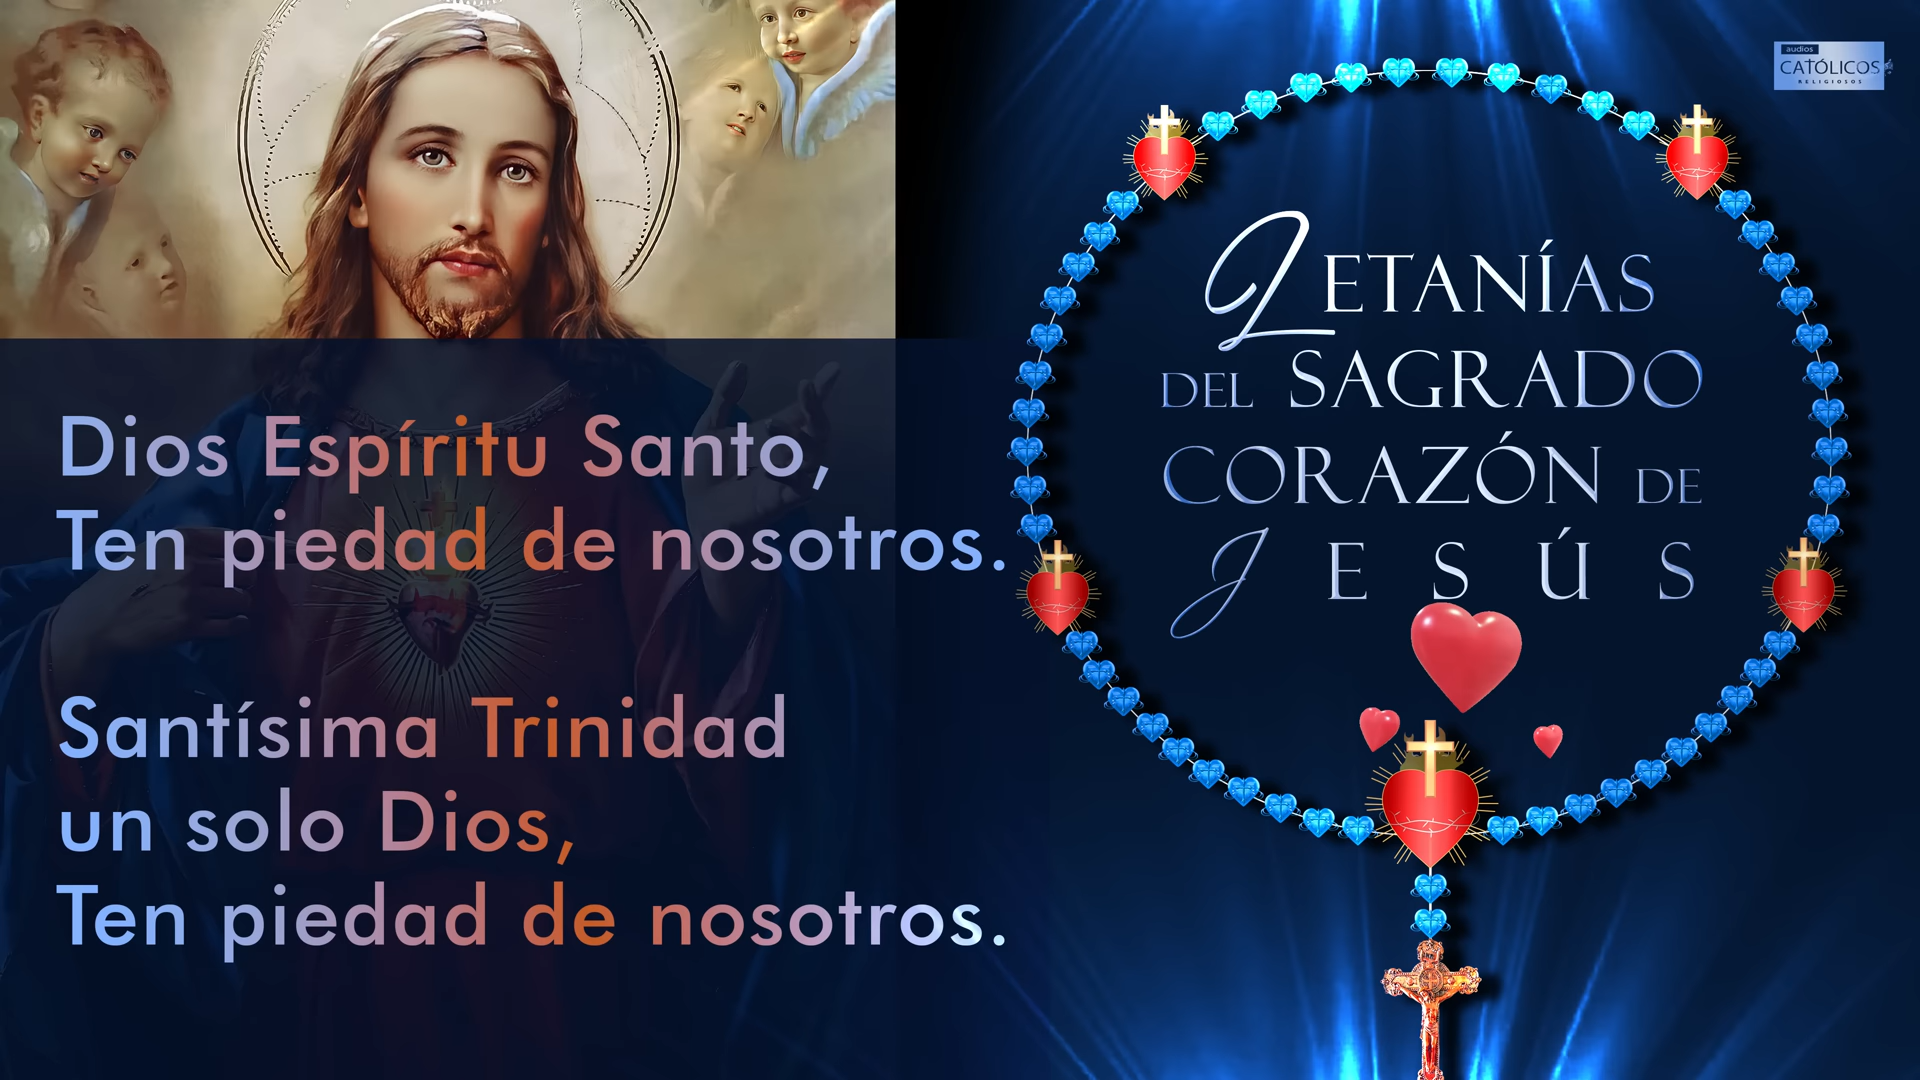 Dios Espíritu Santo,
Ten piedad de nosotros.
Santísima Trinidad
un solo Dios,
Ten piedad de nosotros.
LETANÍAS
DEL SAGRADO
CORAZÓN DE
JESÚS
audios
CATÓLICOS
RELIGIOSOS